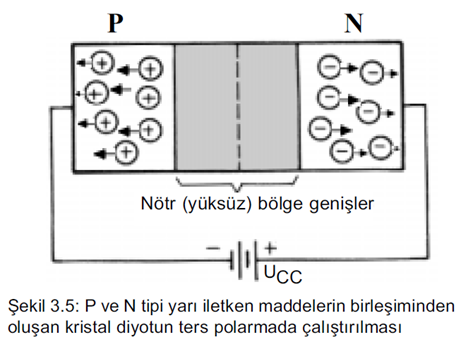 P N
Nötr (yüksüz) bölge genişler
− +
UCC
Şekil 3.5: P ve N tipi yarı iletken maddelerin birleşiminden
oluşan kristal diyotun ters polarmada çalıştırılması